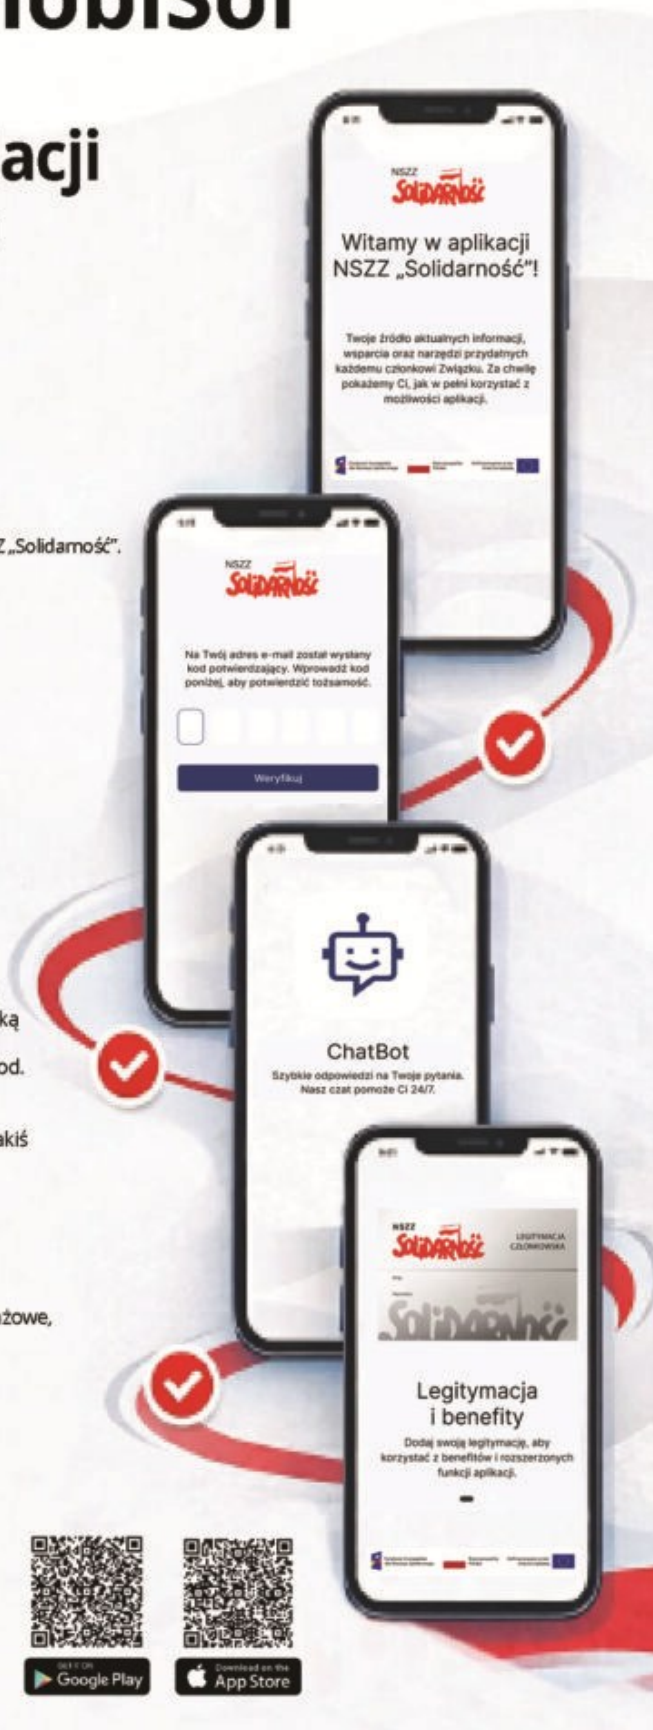 obiSol
acji
NSZZ
SOLIDARNOŚĆ
Witamy w aplikacji
NSZZ „Solidarność”!
Twoje źródło aktualnych informacji,
wsparcia oraz narzędzi przydatnych
każdemu członkowi Związku. Za chwilę
pokażemy Ci, jak w pełni korzystać z
możliwości aplikacji.
Z „Solidarność”.
NSZZ
SOLIDARNOŚĆ
Na Twój adres e-mail został wysłany
kod potwierdzający. Wprowadź kod
poniżej, aby potwierdzić tożsamość.
Weryfikuj
ką
od.
akiś
żowe,
ChatBot
Szybkie odpowiedzi na Twoje pytania.
Nasz czat pomoże Ci 24/7.
NSZZ
SOLIDARNOŚĆ
LEGITYMACJA
CZŁONKOWSKA
SOLIDARNOŚĆ
Legitymacja
i benefity
Dodaj swoją legitymację, aby
korzystać z benefitów i rozszerzonych
funkcji aplikacji.
GET IT ON
Google Play
Download on the
App Store